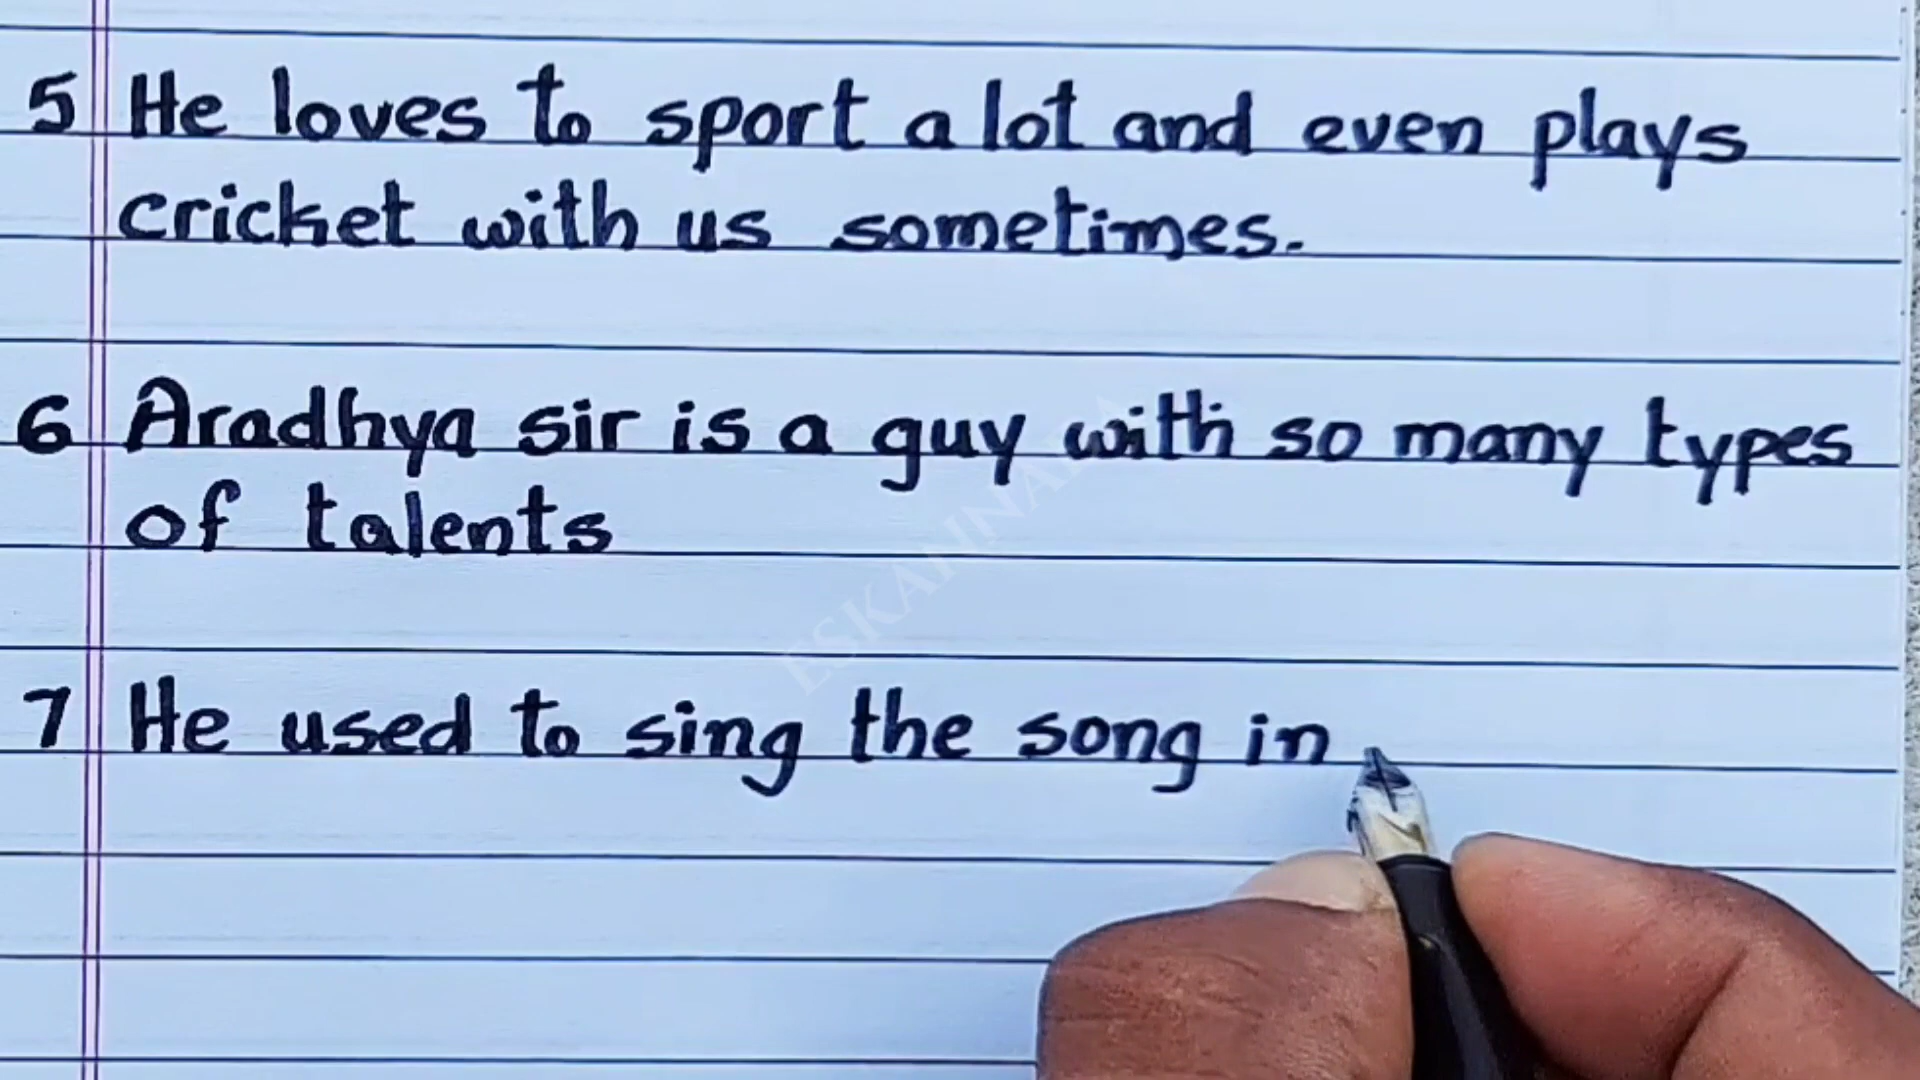 5 He loves to sport a lot and even plays
cricket with us sometimes.
6 Aradhya sir is a guy with so many types
of talents
7 He used to sing the song in